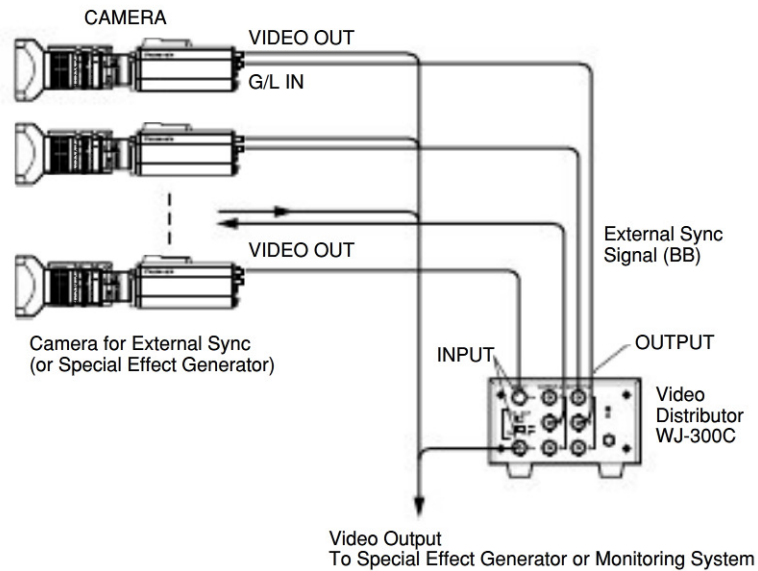 CAMERA
VIDEO OUT
G/L IN
VIDEO OUT
External Sync
Signal (BB)
Camera for External Sync
(or Special Effect Generator)
INPUT
OUTPUT
Video
Distributor
WJ-300C
Video Output
To Special Effect Generator or Monitoring System